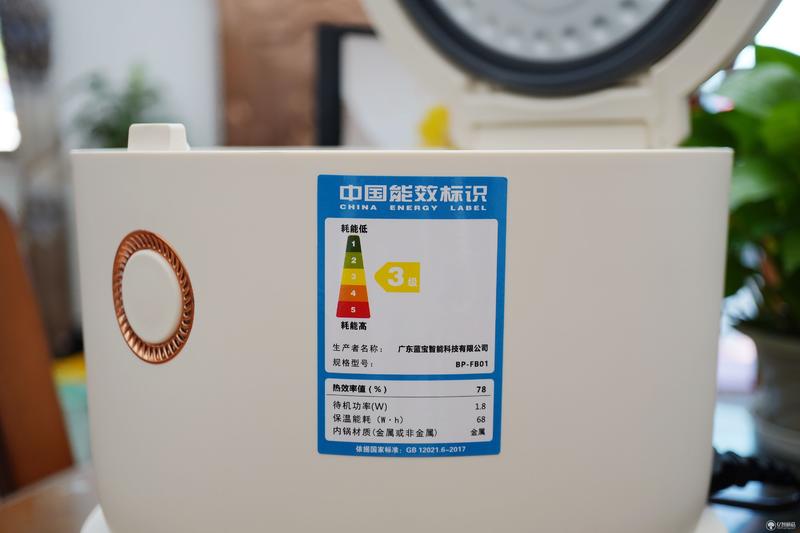 中国能效标识
CHINA ENERGY LABEL
耗能低
1
2
3
4
5
3级
耗能高
生产者名称： 广东蓝宝智能科技有限公司
规格型号： BP-FB01
热效率值（%） 78
待机功率(W) 1.8
保温能耗（W·h） 68
内锅材质(金属或非金属) 金属
依据国家标准：GB 12021.6-2017
亿智蘑菇